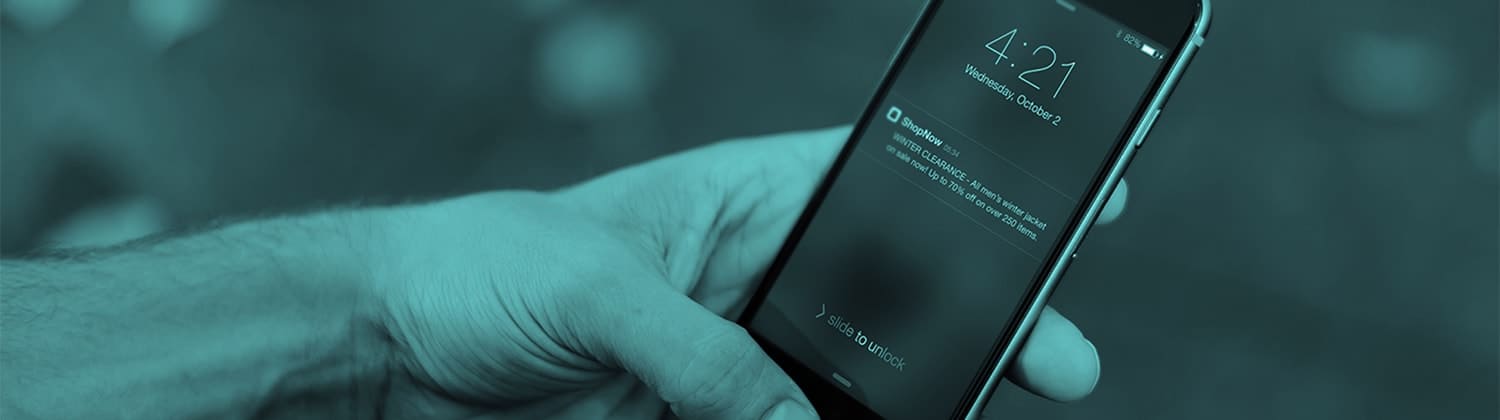 82%
4:21
Wednesday, October 2
ShopNow 05:34
WINTER CLEARANCE - All men's winter jacket
on sale now! Up to 70% off on over 250 items.
slide to unlock